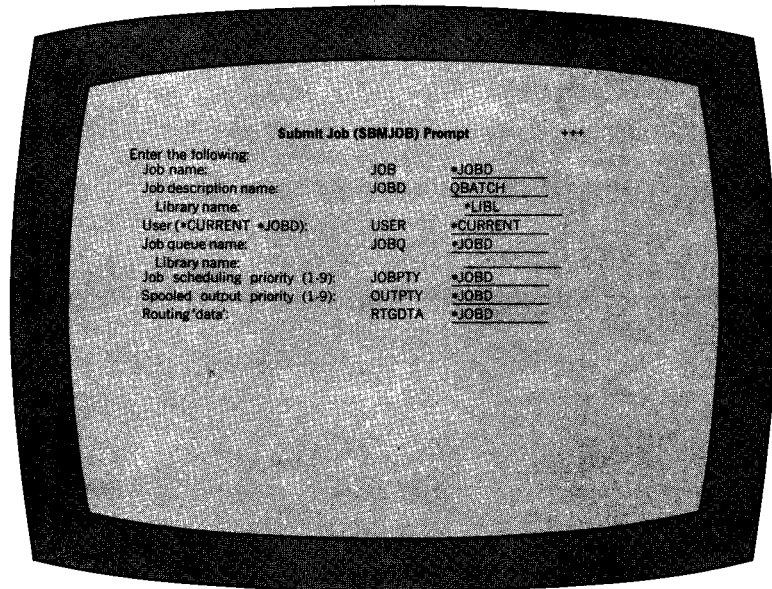 Submit Job (SBMJOB) Prompt +++
Enter the following:
Job name: JOB *JOBD
Job description name: JOBD QBATCH
Library name: *LIBL
User (*CURRENT *JOBD): USER *CURRENT
Job queue name: JOBQ *JOBD
Library name:
Job scheduling priority (1-9): JOBPTY *JOBD
Spooled output priority (1-9): OUTPTY *JOBD
Routing 'data': RTGDTA *JOBD